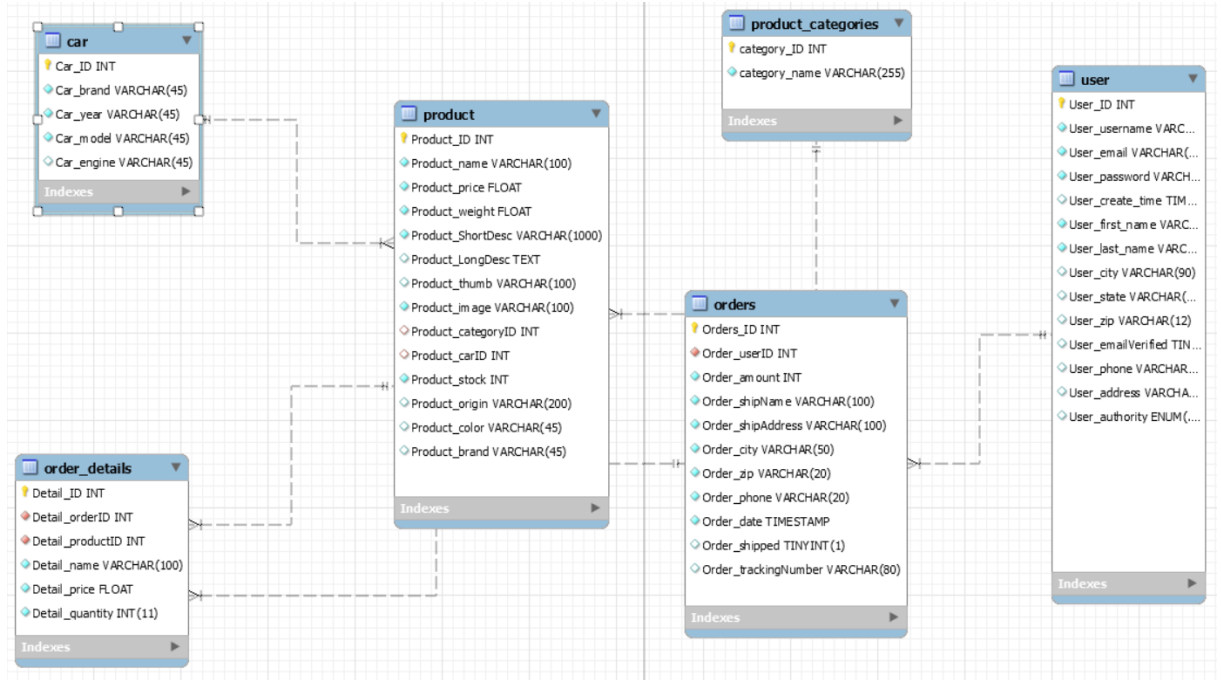 car
Car_ID INT
Car_brand VARCHAR(45)
Car_year VARCHAR(45)
Car_model VARCHAR(45)
Car_engine VARCHAR(45)
Indexes
product
Product_ID INT
Product_name VARCHAR(100)
Product_price FLOAT
Product_weight FLOAT
Product_ShortDesc VARCHAR(1000)
Product_LongDesc TEXT
Product_thumb VARCHAR(100)
Product_image VARCHAR(100)
Product_categoryID INT
Product_carID INT
Product_stock INT
Product_origin VARCHAR(200)
Product_color VARCHAR(45)
Product_brand VARCHAR(45)
Indexes
product_categories
category_ID INT
category_name VARCHAR(255)
Indexes
user
User_ID INT
User_username VARC...
User_email VARCHAR(...
User_password VARCH...
User_create_time TIM...
User_first_name VARC...
User_last_name VARC...
User_city VARCHAR(90)
User_state VARCHAR(...
User_zip VARCHAR(12)
User_emailVerified TIN...
User_phone VARCHAR...
User_address VARCHA...
User_authority ENUM(...
Indexes
orders
Orders_ID INT
Order_userID INT
Order_amount INT
Order_shipName VARCHAR(100)
Order_shipAddress VARCHAR(100)
Order_city VARCHAR(50)
Order_zip VARCHAR(20)
Order_phone VARCHAR(20)
Order_date TIMESTAMP
Order_shipped TINYINT(1)
Order_trackingNumber VARCHAR(80)
Indexes
order_details
Detail_ID INT
Detail_orderID INT
Detail_productID INT
Detail_name VARCHAR(100)
Detail_price FLOAT
Detail_quantity INT(11)
Indexes